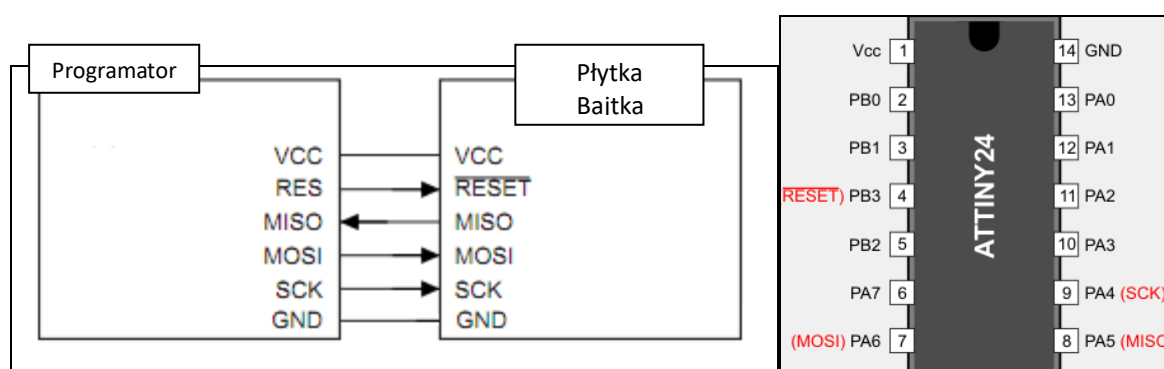 Programator
Płytka
Bajtka
VCC
RES
MISO
MOSI
SCK
GND
VCC
RESET
MISO
MOSI
SCK
GND
ATTINY24
Vcc 1
PB0 2
PB1 3
RESET) PB3 4
PB2 5
PA7 6
(MOSI) PA6 7
14 GND
13 PA0
12 PA1
11 PA2
10 PA3
9 PA4 (SCK)
8 PA5 (MISO